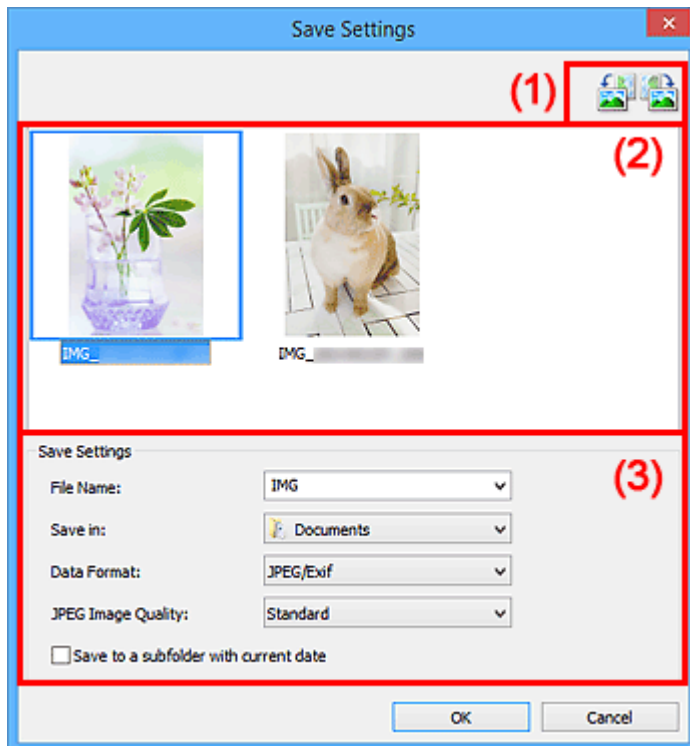 Save Settings
(1)
(2)
IMG_
IMG_
Save Settings
(3)
File Name: IMG
Save in: Documents
Data Format: JPEG/Exif
JPEG Image Quality: Standard
Save to a subfolder with current date
OK Cancel